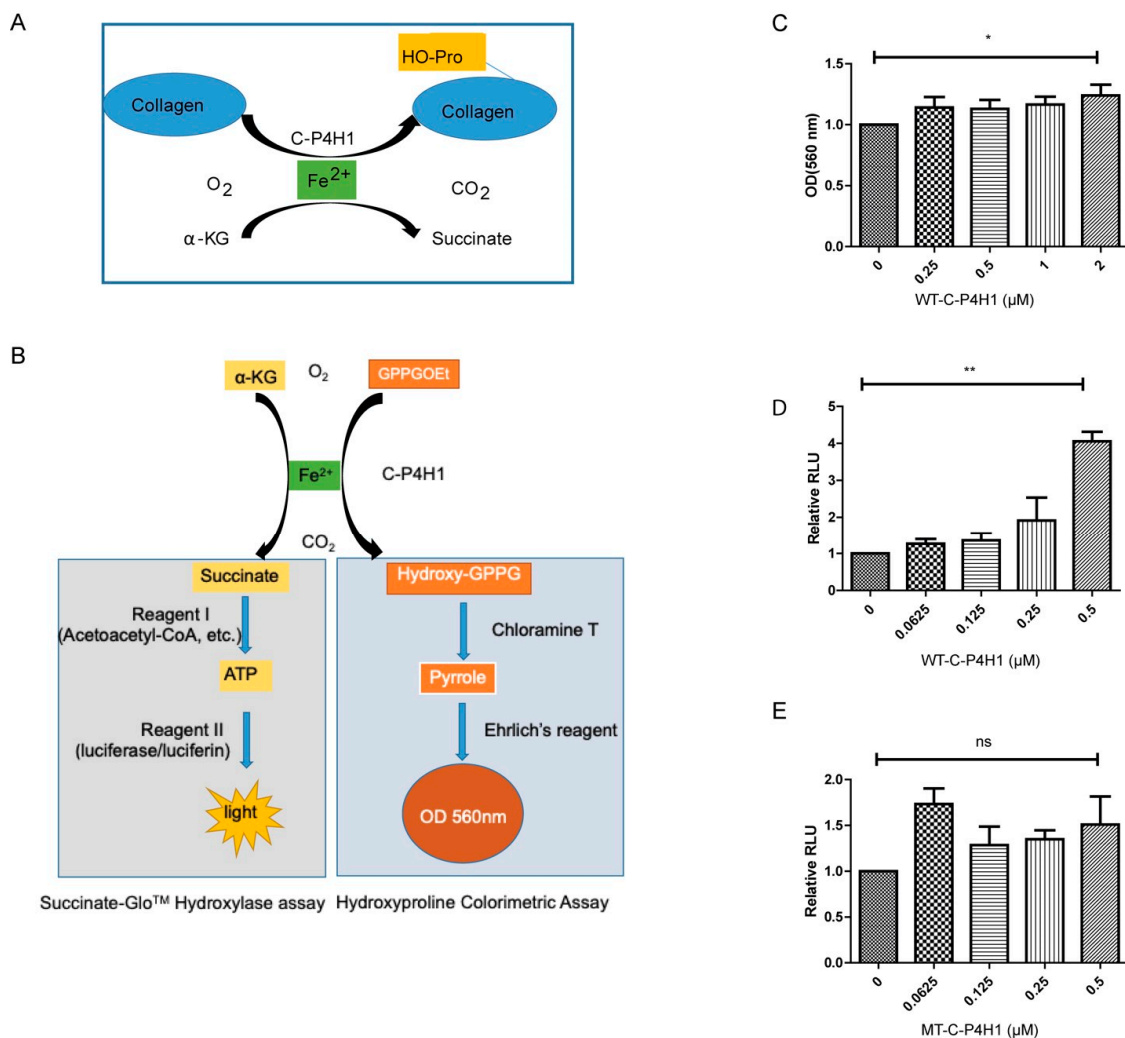 A
HO-Pro
Collagen
Collagen
C-P4H1
Fe2+
O2
CO2
α-KG
Succinate
B
α-KG
O2
GPPGOEt
Fe2+
C-P4H1
CO2
Succinate
Hydroxy-GPPG
Reagent I
(Acetoacetyl-CoA, etc.)
Chloramine T
ATP
Pyrrole
Reagent II
(luciferase/luciferin)
Ehrlich's reagent
light
OD 560nm
Succinate-Glo™ Hydroxylase assay
Hydroxyproline Colorimetric Assay
C
*
OD(560 nm)
1.5
1.0
0.5
0.0
0
0.25
0.5
1
2
WT-C-P4H1 (µM)
D
**
Relative RLU
5
4
3
2
1
0
0
0.0625
0.125
0.25
0.5
WT-C-P4H1 (µM)
E
ns
Relative RLU
2.0
1.5
1.0
0.5
0.0
0
0.0625
0.125
0.25
0.5
MT-C-P4H1 (µM)